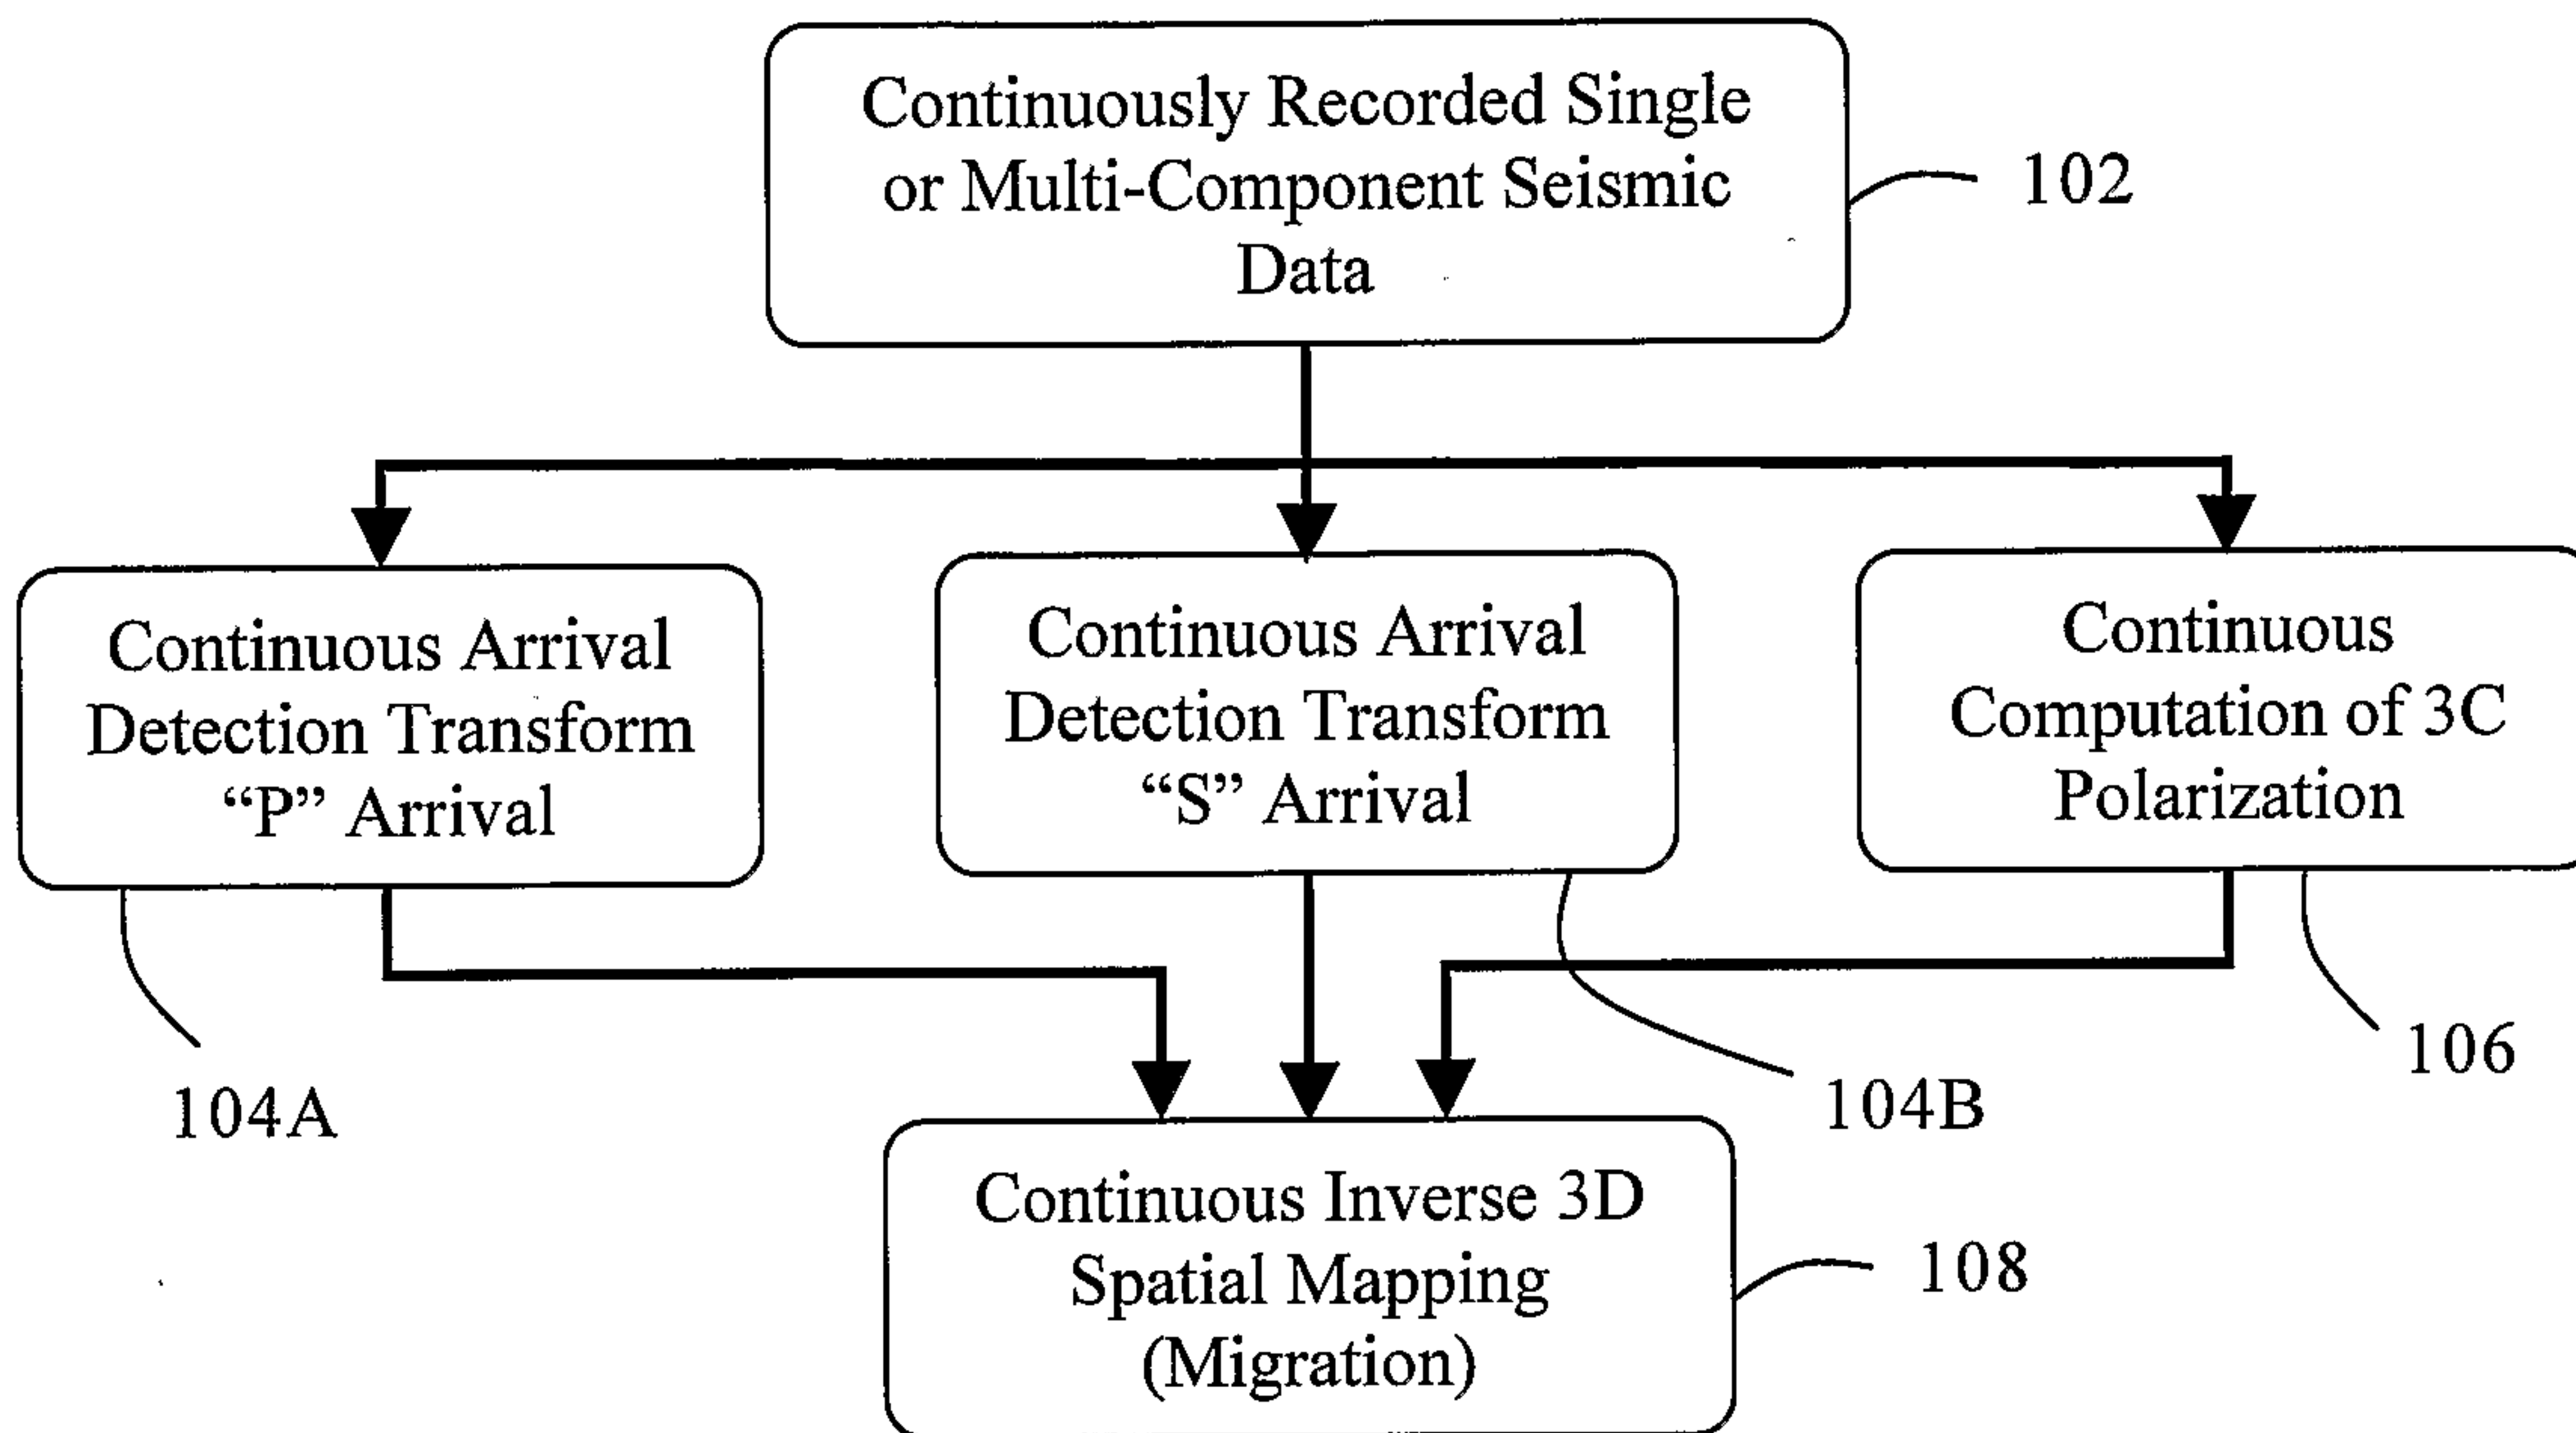 Continuously Recorded Single
or Multi-Component Seismic
Data
102
Continuous Arrival
Detection Transform
“P” Arrival
Continuous Arrival
Detection Transform
“S” Arrival
Continuous
Computation of 3C
Polarization
104A
104B
106
Continuous Inverse 3D
Spatial Mapping
(Migration)
108